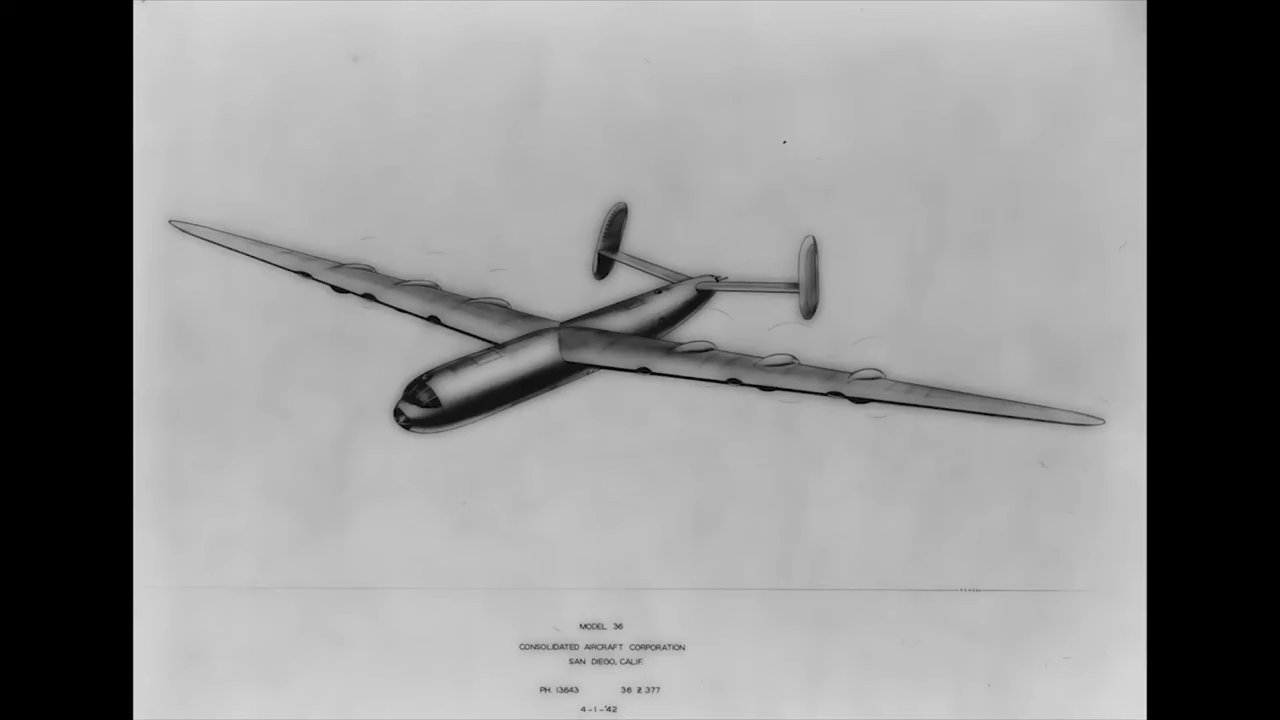 MODEL 36
CONSOLIDATED AIRCRAFT CORPORATION
SAN DIEGO, CALIF.
PH. 13643 36 Z 377
4-1-'42